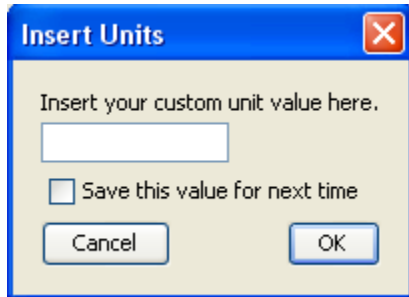 Insert Units
Insert your custom unit value here.
Save this value for next time
Cancel OK